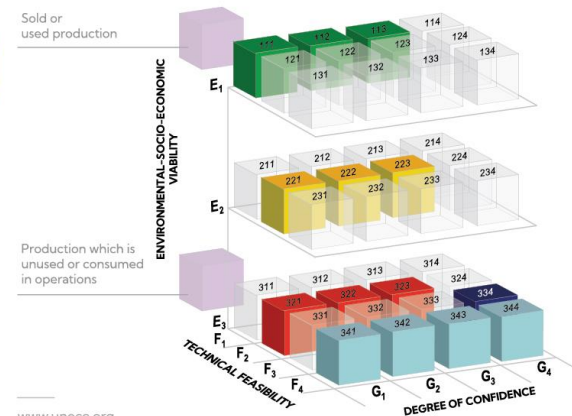 Sold or
used production
111
112
113
114
121
122
123
124
131
132
133
134
E1
ENVIRONMENTAL-SOCIO-ECONOMIC
VIABILITY
211
212
213
214
221
222
223
224
231
232
233
234
E2
Production which is
unused or consumed
in operations
311
312
313
314
321
322
323
324
331
332
333
334
341
342
343
344
E3
F1
F2
F3
F4
TECHNICAL FEASIBILITY
G1
G2
G3
G4
DEGREE OF CONFIDENCE